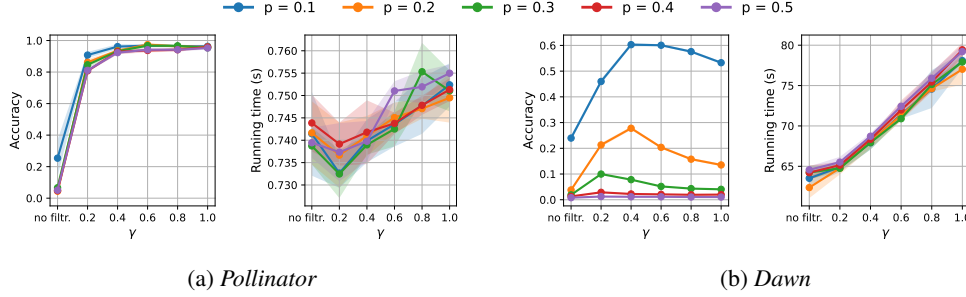 p = 0.1 p = 0.2 p = 0.3 p = 0.4 p = 0.5
Accuracy
1.0
0.8
0.6
0.4
0.2
0.0
no filtr. 0.2 0.4 0.6 0.8 1.0
γ
Running time (s)
0.760
0.755
0.750
0.745
0.740
0.735
0.730
no filtr. 0.2 0.4 0.6 0.8 1.0
γ
(a) Pollinator
Accuracy
0.6
0.5
0.4
0.3
0.2
0.1
0.0
no filtr. 0.2 0.4 0.6 0.8 1.0
γ
Running time (s)
80
75
70
65
no filtr. 0.2 0.4 0.6 0.8 1.0
γ
(b) Dawn